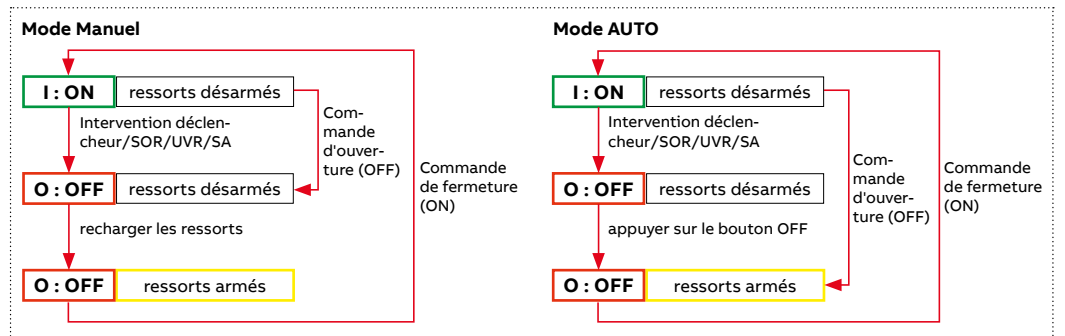 Mode Manuel
I : ON
ressorts désarmés
Intervention déclen-
cheur/SOR/UVR/SA
Com-
mande
d'ouver-
ture (OFF)
O : OFF
ressorts désarmés
recharger les ressorts
O : OFF
ressorts armés
Commande
de fermeture
(ON)
Mode AUTO
I : ON
ressorts désarmés
Intervention déclen-
cheur/SOR/UVR/SA
Com-
mande
d'ouver-
ture (OFF)
O : OFF
ressorts désarmés
appuyer sur le bouton OFF
O : OFF
ressorts armés
Commande
de fermeture
(ON)